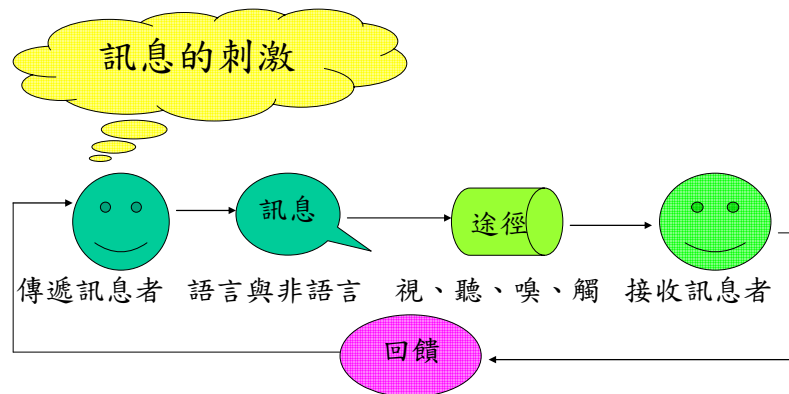 訊息的刺激
訊息
途徑
傳遞訊息者
語言與非語言
視、聽、嗅、觸
接收訊息者
回饋